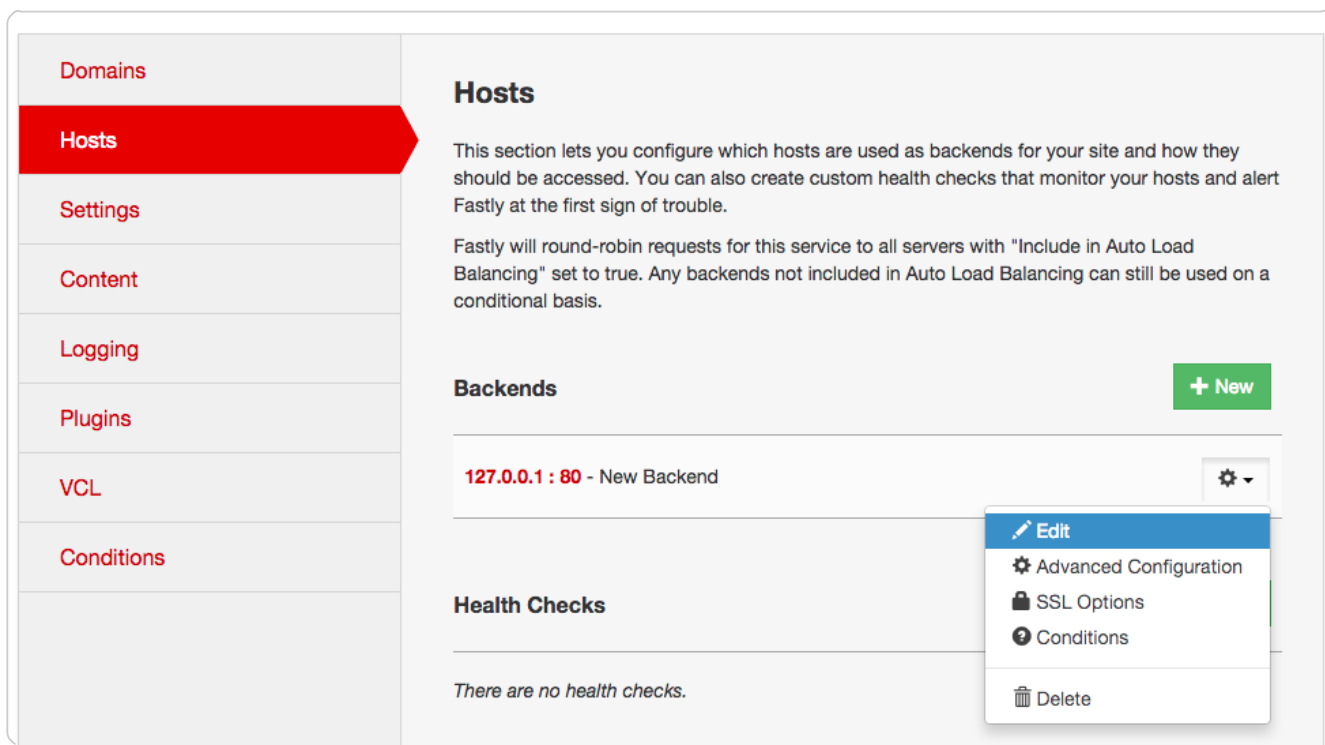 Domains
Hosts
Settings
Content
Logging
Plugins
VCL
Conditions
Hosts
This section lets you configure which hosts are used as backends for your site and how they
should be accessed. You can also create custom health checks that monitor your hosts and alert
Fastly at the first sign of trouble.
Fastly will round-robin requests for this service to all servers with "Include in Auto Load
Balancing" set to true. Any backends not included in Auto Load Balancing can still be used on a
conditional basis.
Backends
New
127.0.0.1 : 80 - New Backend
Edit
Advanced Configuration
SSL Options
Conditions
Delete
Health Checks
There are no health checks.